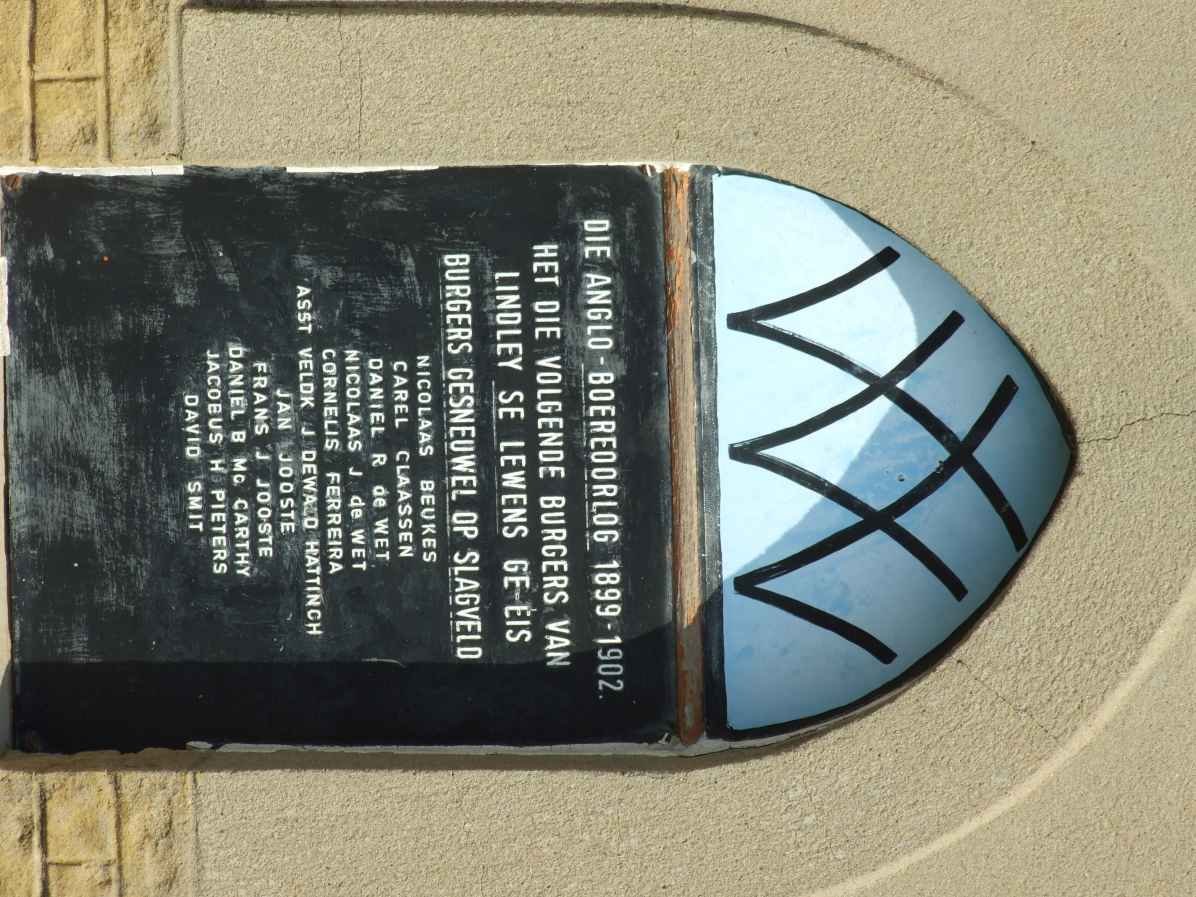 DIE ANGLO-BOEREOORLOG 1899-1902.
HET DIE VOLGENDE BURGERS VAN
LINDLEY SE LEWENS GE-ËIS
BURGERS GESNEUWEL OP SLAGVELD
NICOLAAS BEUKES
CAREL CLAASSEN
DANIEL R de WET
NICOLAAS J de WET
CORNELIS FERREIRA
ASST VELDK J DEWALD HATTINCH
JAN JOOSTE
FRANS J JOOSTE
DANIEL B Mc CARTHY
JACOBUS H PIETERS
DAVID SMIT